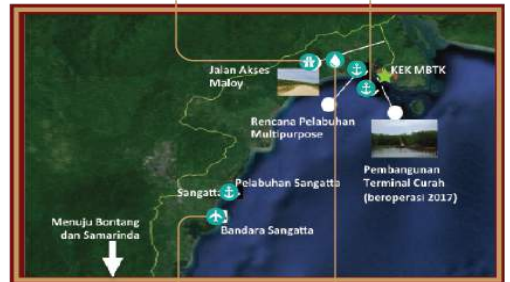 Jalan Akses
Maloy
KEK MBTK
Rencana Pelabuhan
Multipurpose
Pembangunan
Terminal Curah
(beroperasi 2017)
Pelabuhan Sangatta
Sangatta
Bandara Sangatta
Menuju Bontang
dan Samarinda